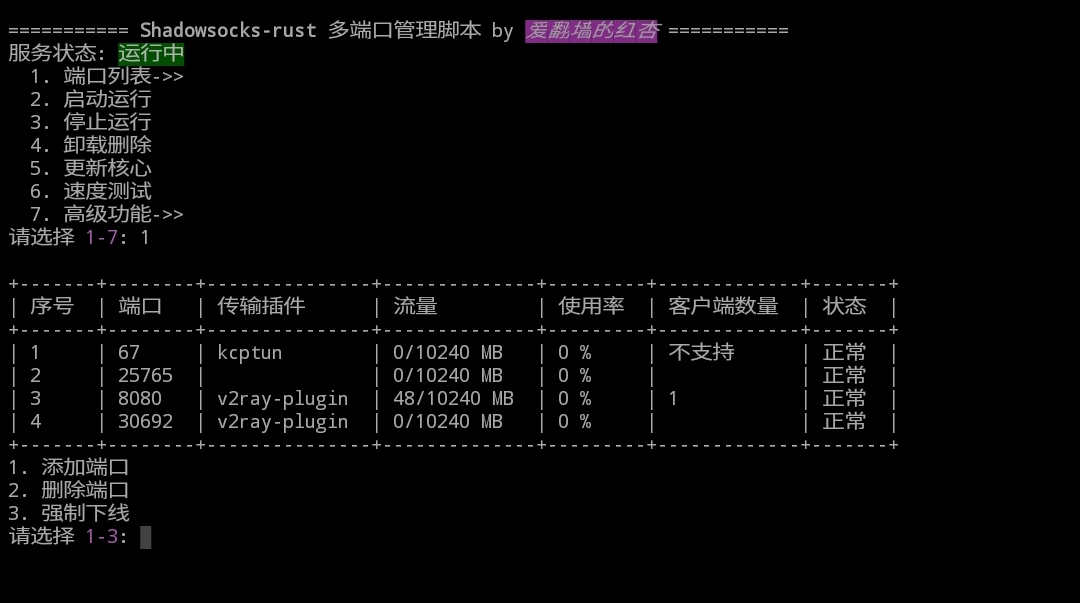 =========== Shadowsocks-rust 多端口管理脚本 by 爱翻墙的红杏 ===========
服务状态: 运行中
  1. 端口列表->>
  2. 启动运行
  3. 停止运行
  4. 卸载删除
  5. 更新核心
  6. 速度测试
  7. 高级功能->>
请选择 1-7: 1

+-------+--------+---------------+--------------+---------+-------------+-------+
| 序号 | 端口 | 传输插件 | 流量 | 使用率 | 客户端数量 | 状态 |
+-------+--------+---------------+--------------+---------+-------------+-------+
| 1 | 67 | kcptun | 0/10240 MB | 0 % | 不支持 | 正常 |
| 2 | 25765 | | 0/10240 MB | 0 % | | 正常 |
| 3 | 8080 | v2ray-plugin | 48/10240 MB | 0 % | 1 | 正常 |
| 4 | 30692 | v2ray-plugin | 0/10240 MB | 0 % | | 正常 |
+-------+--------+---------------+--------------+---------+-------------+-------+
1. 添加端口
2. 删除端口
3. 强制下线
请选择 1-3: